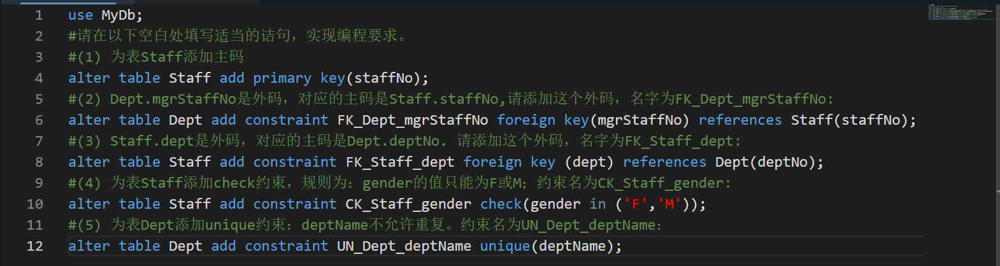 1 use MyDb;
2 #请在以下空白处填写适当的诘句，实现编程要求。
3 #(1) 为表Staff添加主码
4 alter table Staff add primary key(staffNo);
5 #(2) Dept.mgrStaffNo是外码，对应的主码是Staff.staffNo,请添加这个外码，名字为FK_Dept_mgrStaffNo:
6 alter table Dept add constraint FK_Dept_mgrStaffNo foreign key(mgrStaffNo) references Staff(staffNo);
7 #(3) Staff.dept是外码，对应的主码是Dept.deptNo. 请添加这个外码，名字为FK_Staff_dept:
8 alter table Staff add constraint FK_Staff_dept foreign key (dept) references Dept(deptNo);
9 #(4) 为表Staff添加check约束，规则为：gender的值只能为F或M；约束名为CK_Staff_gender:
10 alter table Staff add constraint CK_Staff_gender check(gender in ('F','M'));
11 #(5) 为表Dept添加unique约束：deptName不允许重复。约束名为UN_Dept_deptName：
12 alter table Dept add constraint UN_Dept_deptName unique(deptName);